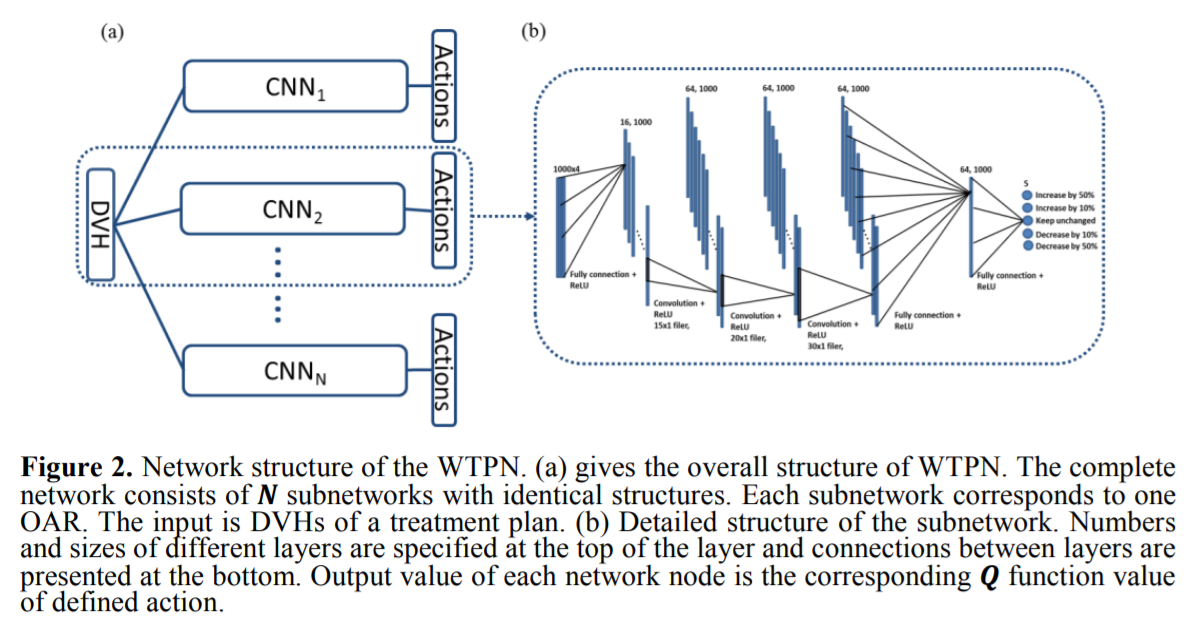 (a)
CNN1
Actions
DVH
CNN2
Actions
CNNN
Actions
(b)
1000x4
Fully connection +
ReLU
16, 1000
Convolution +
ReLU
15x1 filer,
64, 1000
Convolution +
ReLU
20x1 filer,
64, 1000
Convolution +
ReLU
30x1 filer,
64, 1000
Fully connection +
ReLU
64, 1000
Fully connection +
ReLU
5
Increase by 50%
Increase by 10%
Keep unchanged
Decrease by 10%
Decrease by 50%
Figure 2. Network structure of the WTPN. (a) gives the overall structure of WTPN. The complete
network consists of N subnetworks with identical structures. Each subnetwork corresponds to one
OAR. The input is DVHs of a treatment plan. (b) Detailed structure of the subnetwork. Numbers
and sizes of different layers are specified at the top of the layer and connections between layers are
presented at the bottom. Output value of each network node is the corresponding Q function value
of defined action.